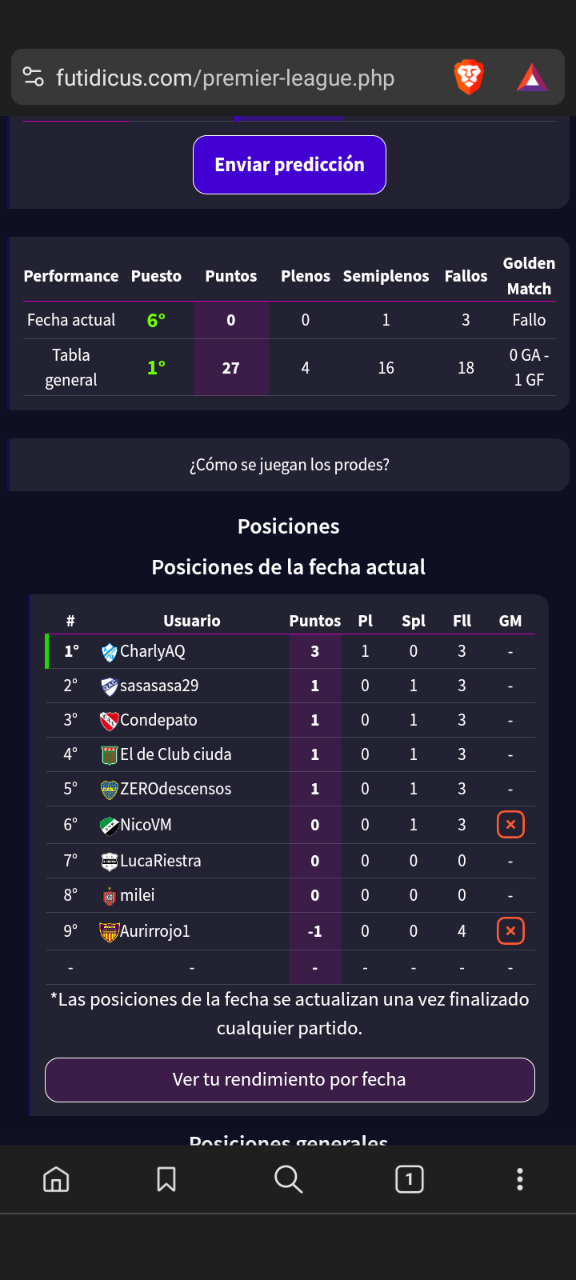 futidicus.com/premier-league.php
Enviar predicción
Performance Puesto Puntos Plenos Semiplenos Fallos Golden Match
Fecha actual 6° 0 0 1 3 Fallo
Tabla general 1° 27 4 16 18 0 GA - 1 GF
¿Cómo se juegan los prodes?
Posiciones
Posiciones de la fecha actual
# Usuario Puntos Pl Spl Fll GM
1° CharlyAQ 3 1 0 3 -
2° sasasasa29 1 0 1 3 -
3° Condepato 1 0 1 3 -
4° El de Club ciuda 1 0 1 3 -
5° ZEROdescensos 1 0 1 3 -
6° NicoVM 0 0 1 3 ×
7° LucaRiestra 0 0 0 0 -
8° milei 0 0 0 0 -
9° Aurirrojo1 -1 0 0 4 ×
- - - - - - -
*Las posiciones de la fecha se actualizan una vez finalizado
cualquier partido.
Ver tu rendimiento por fecha
Posiciones generales
1